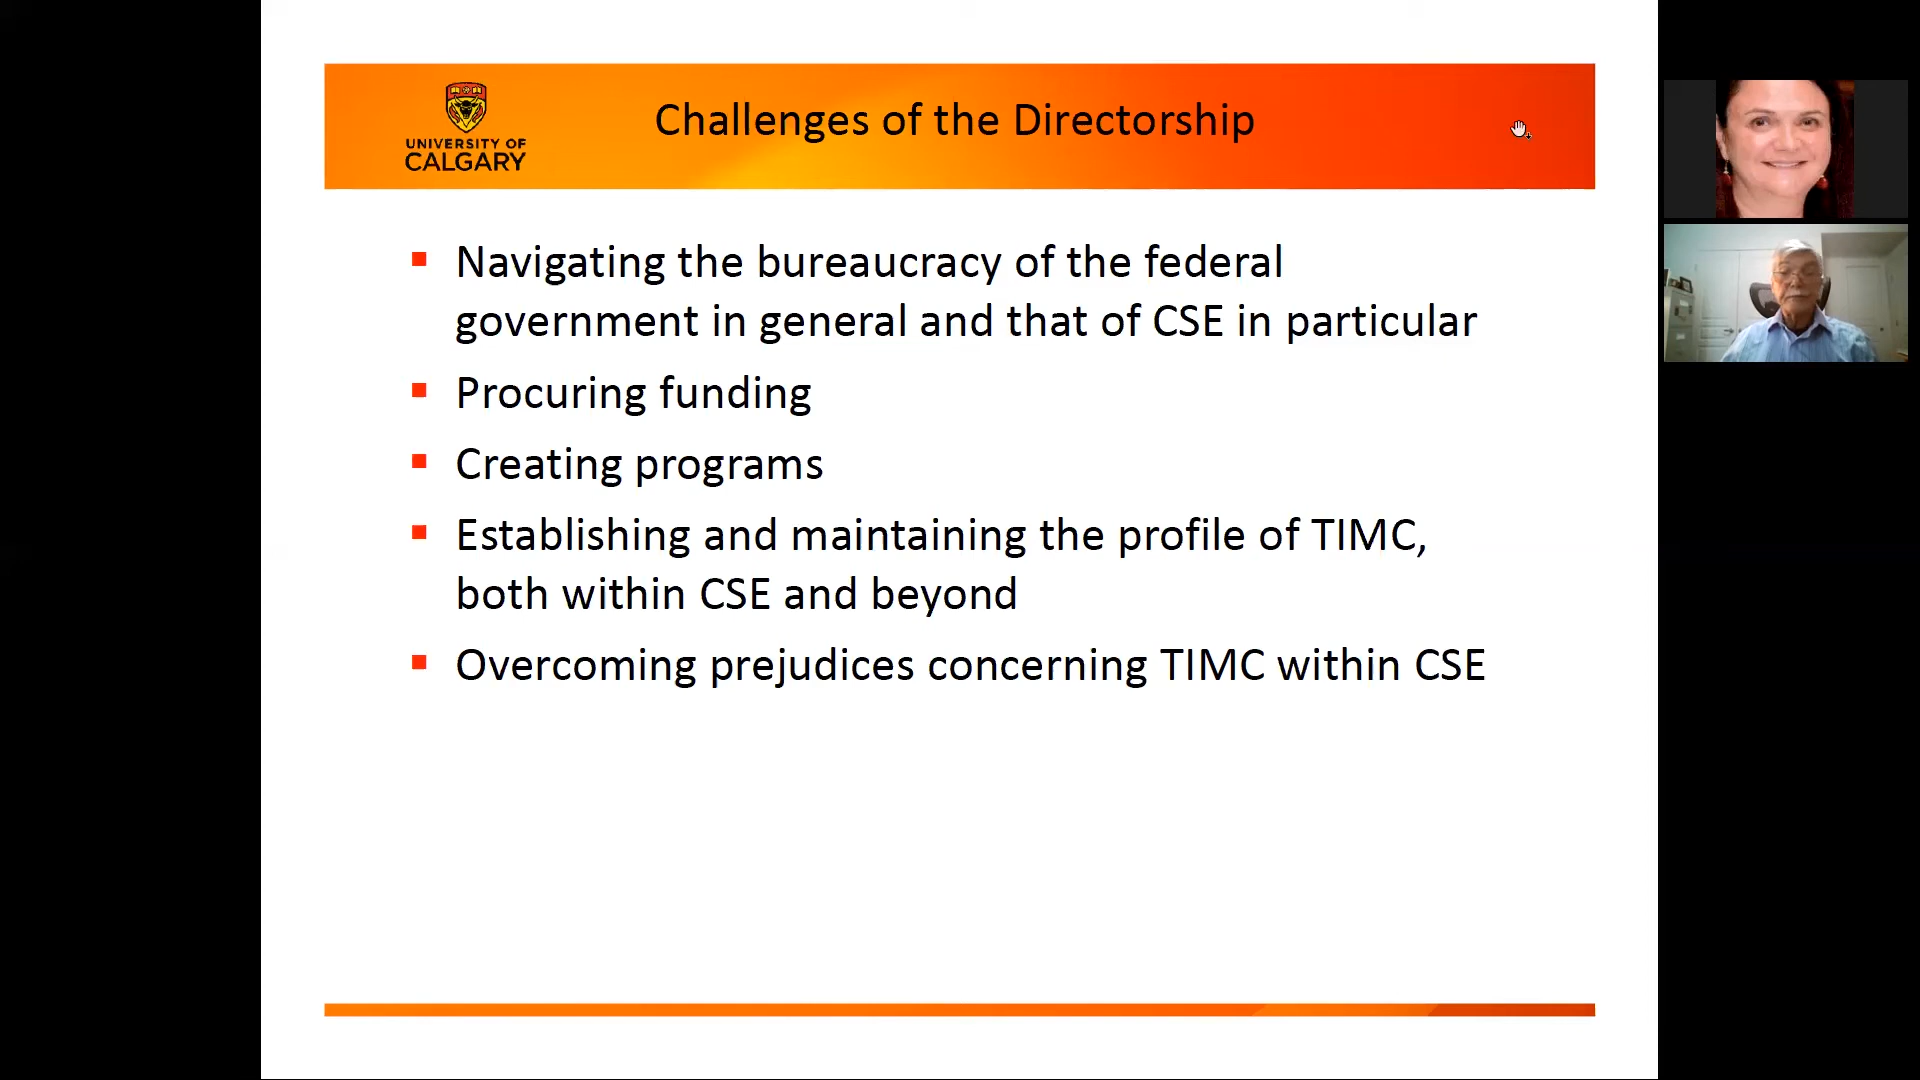 UNIVERSITY OF
CALGARY
Challenges of the Directorship
Navigating the bureaucracy of the federal
government in general and that of CSE in particular
Procuring funding
Creating programs
Establishing and maintaining the profile of TIMC,
both within CSE and beyond
Overcoming prejudices concerning TIMC within CSE